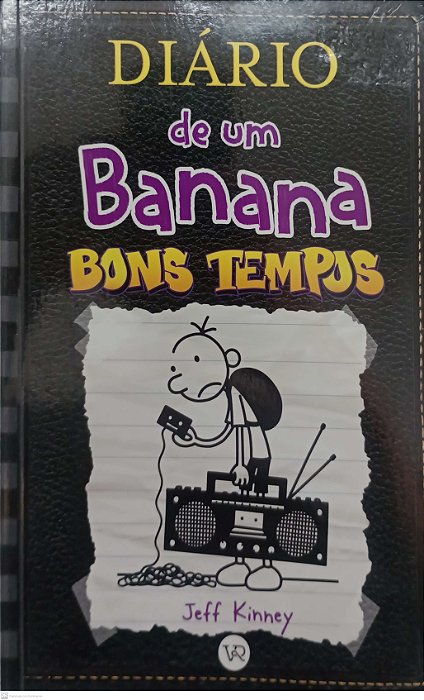 DIÁRIO
de um
Banana
BONS TEMPOS
Jeff Kinney
VR